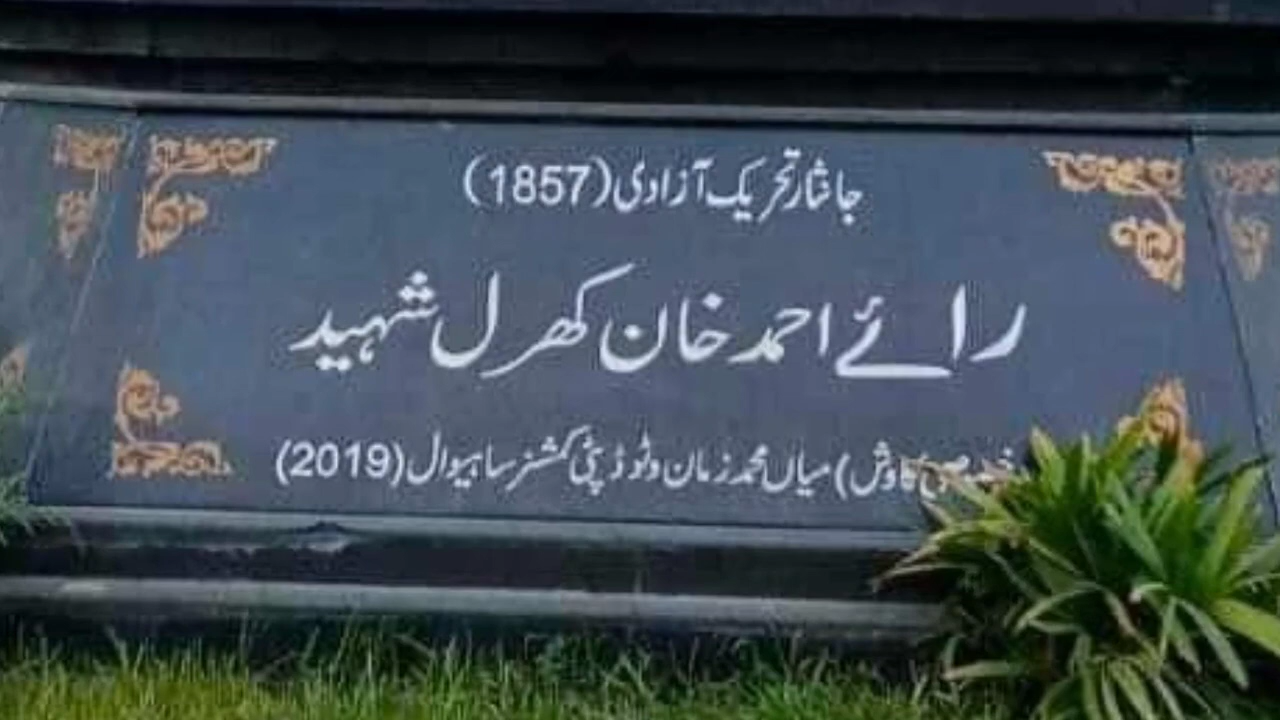 جانثار تحریک آزادی (1857)
رائے احمد خان کھرل شہید
کاوش) میاں محمد زمان وٹو ڈپٹی کمشنر ساہیوال (2019)